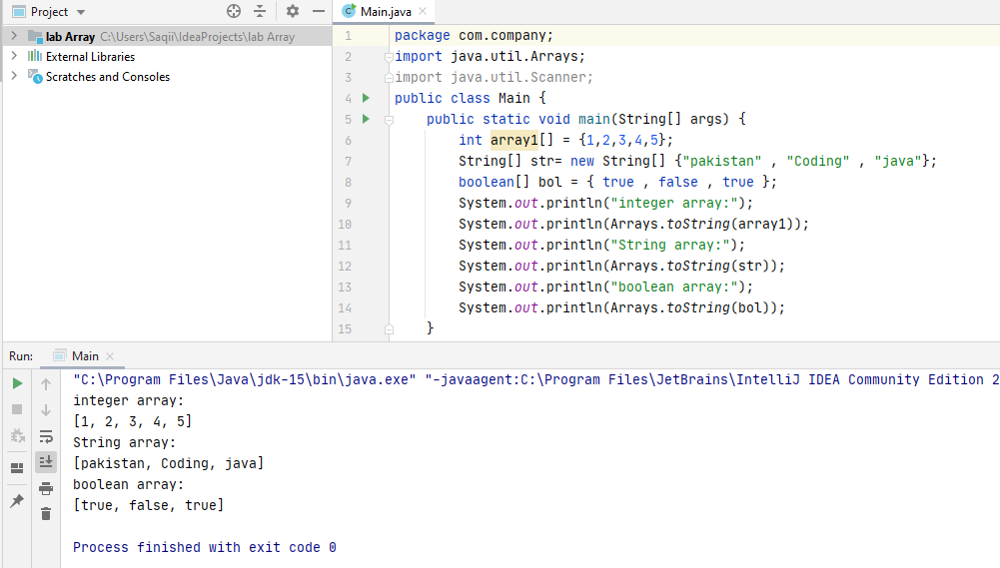 Project
Main.java
lab Array C:\Users\Saqii\IdeaProjects\lab Array
External Libraries
Scratches and Consoles
1 package com.company;
2 import java.util.Arrays;
3 import java.util.Scanner;
4 public class Main {
5 public static void main(String[] args) {
6 int array1[] = {1,2,3,4,5};
7 String[] str= new String[] {"pakistan" , "Coding" , "java"};
8 boolean[] bol = { true , false , true };
9 System.out.println("integer array:");
10 System.out.println(Arrays.toString(array1));
11 System.out.println("String array:");
12 System.out.println(Arrays.toString(str));
13 System.out.println("boolean array:");
14 System.out.println(Arrays.toString(bol));
15 }
Run: Main
"C:\Program Files\Java\jdk-15\bin\java.exe" "-javaagent:C:\Program Files\JetBrains\IntelliJ IDEA Community Edition 2
integer array:
[1, 2, 3, 4, 5]
String array:
[pakistan, Coding, java]
boolean array:
[true, false, true]
Process finished with exit code 0